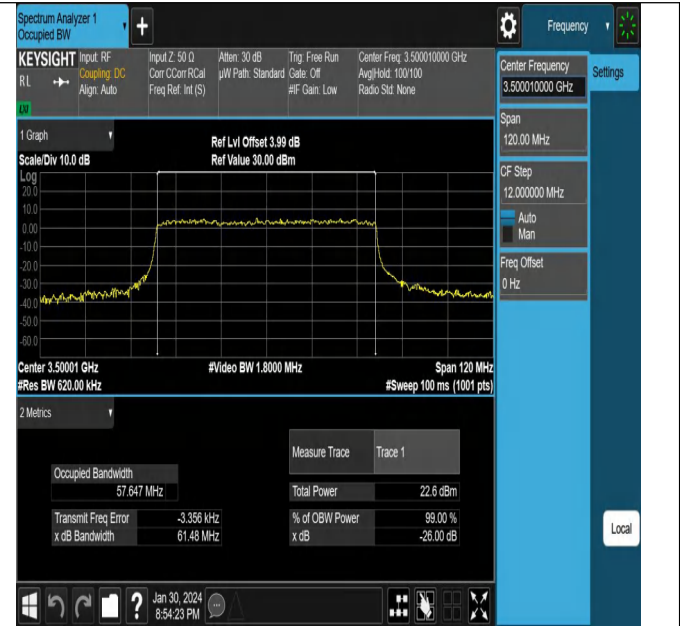 Spectrum Analyzer 1
Occupied BW
Frequency
KEYSIGHT Input: RF Input Z: 50 Ω Atten: 30 dB Trig: Free Run Center Freq: 3.500010000 GHz
RL Coupling: DC Corr CCorr RCal µW Path: Standard Gate: Off Avg|Hold: 100/100
Align: Auto Freq Ref: Int (S) #IF Gain: Low Radio Std: None
Center Frequency
3.500010000 GHz
Settings
Span
120.00 MHz
CF Step
12.000000 MHz
Auto
Man
Freq Offset
0 Hz
1 Graph
Ref Lvl Offset 3.99 dB
Scale/Div 10.0 dB Ref Value 30.00 dBm
Log
20.0
10.0
0.00
-10.0
-20.0
-30.0
-40.0
-50.0
-60.0
Center 3.50001 GHz #Video BW 1.8000 MHz Span 120 MHz
#Res BW 620.00 kHz #Sweep 100 ms (1001 pts)
2 Metrics
Measure Trace Trace 1
Occupied Bandwidth
57.647 MHz
Total Power 22.6 dBm
Transmit Freq Error -3.356 kHz % of OBW Power 99.00 %
x dB Bandwidth 61.48 MHz x dB -26.00 dB
Local
?
Jan 30, 2024
8:54:23 PM